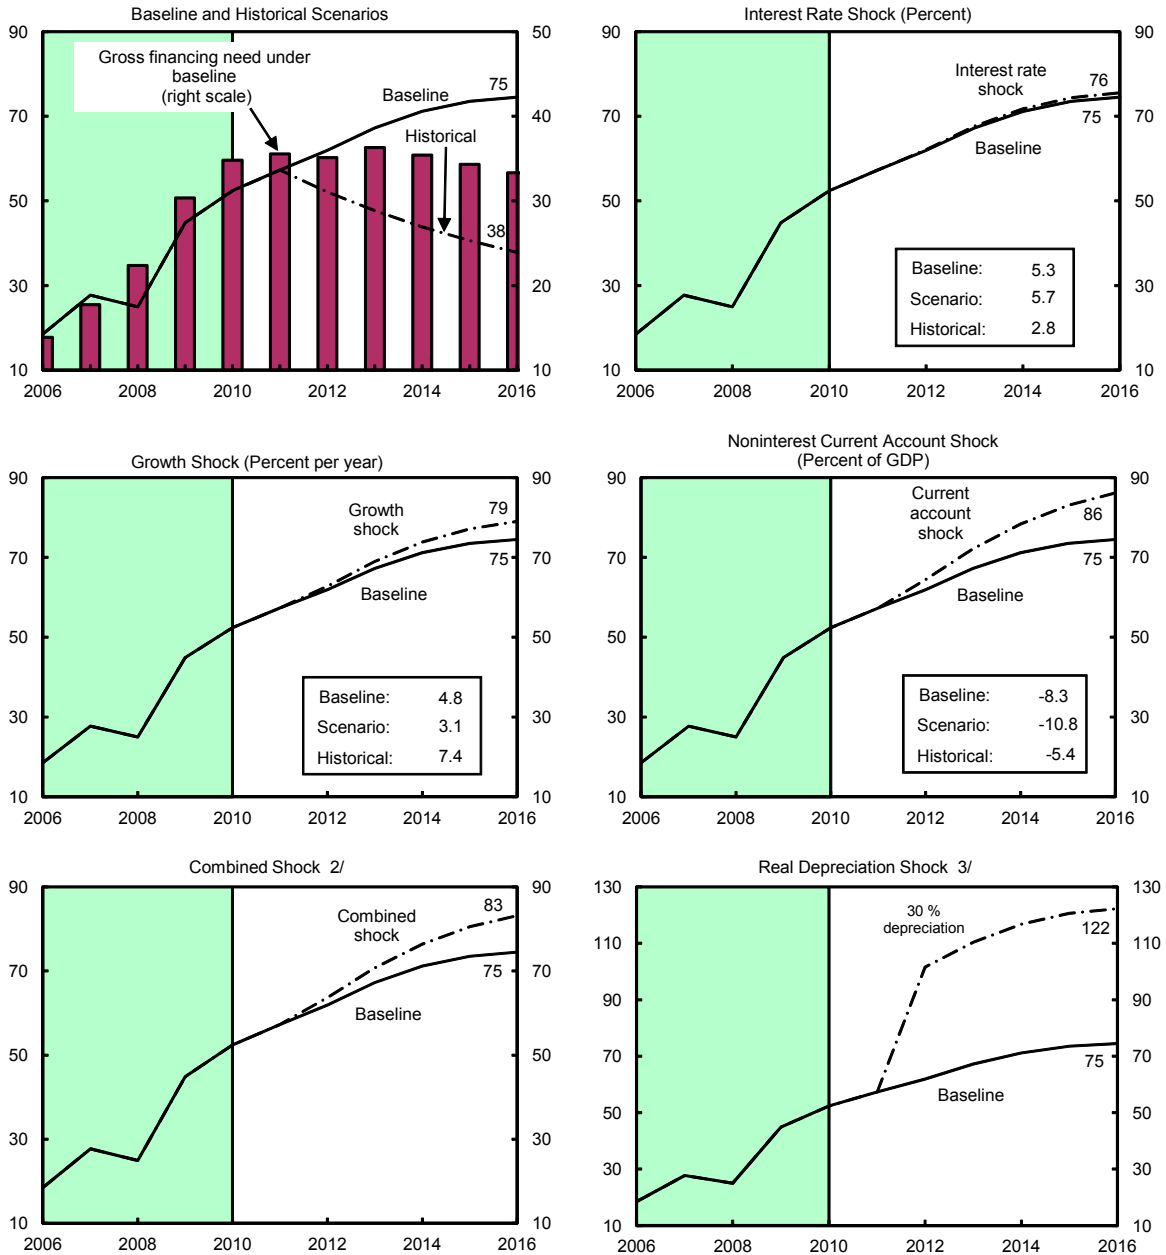 Baseline and Historical Scenarios
90
70
50
30
10
50
40
30
20
10
Gross financing need under
baseline
(right scale)
Baseline
75
Historical
38
2006 2008 2010 2012 2014 2016
Interest Rate Shock (Percent)
90
70
50
30
10
90
70
50
30
10
Interest rate
shock
76
75
Baseline
Baseline: 5.3
Scenario: 5.7
Historical: 2.8
2006 2008 2010 2012 2014 2016
Growth Shock (Percent per year)
90
70
50
30
10
90
70
50
30
10
Growth
shock
79
75
Baseline
Baseline: 4.8
Scenario: 3.1
Historical: 7.4
2006 2008 2010 2012 2014 2016
Noninterest Current Account Shock
(Percent of GDP)
90
70
50
30
10
90
70
50
30
10
Current
account
shock
86
75
Baseline
Baseline: -8.3
Scenario: -10.8
Historical: -5.4
2006 2008 2010 2012 2014 2016
Combined Shock 2/
90
70
50
30
10
90
70
50
30
10
Combined
shock
83
75
Baseline
2006 2008 2010 2012 2014 2016
Real Depreciation Shock 3/
130
110
90
70
50
30
10
130
110
90
70
50
30
10
30 %
depreciation
122
75
Baseline
2006 2008 2010 2012 2014 2016